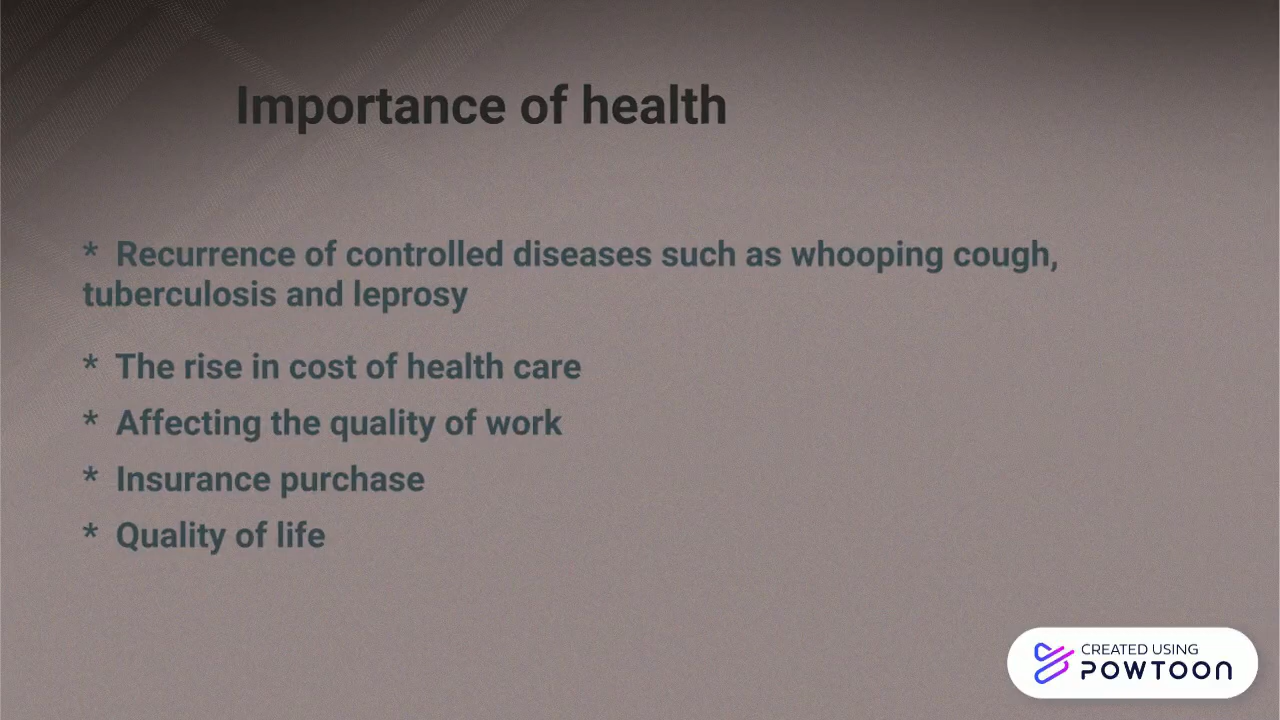 Importance of health
* Recurrence of controlled diseases such as whooping cough,
tuberculosis and leprosy
* The rise in cost of health care
* Affecting the quality of work
* Insurance purchase
* Quality of life
CREATED USING
POWTOON